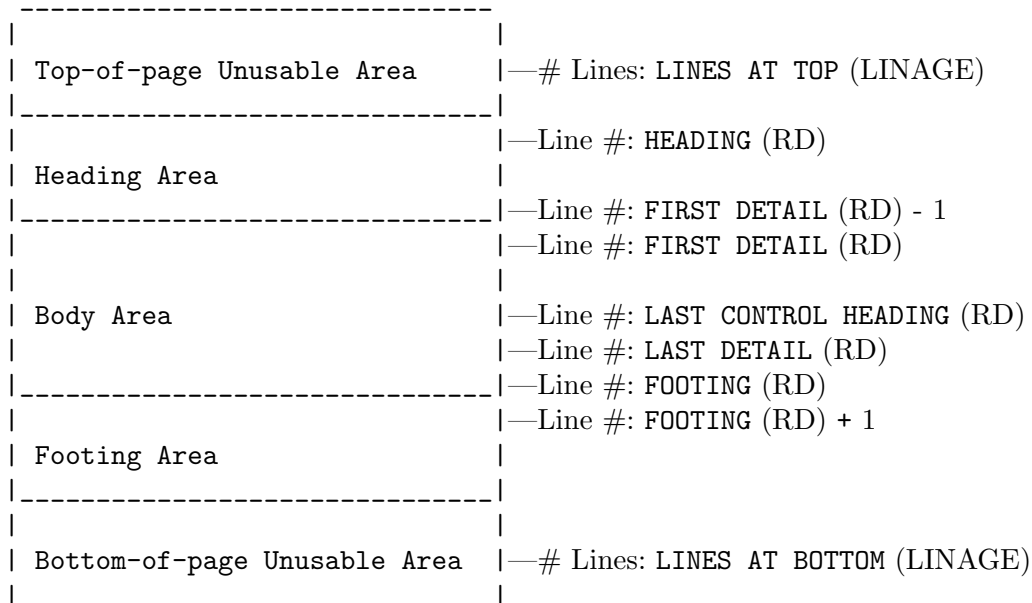 Top-of-page Unusable Area —# Lines: LINES AT TOP (LINAGE)
—Line #: HEADING (RD)
Heading Area
—Line #: FIRST DETAIL (RD) - 1
—Line #: FIRST DETAIL (RD)
Body Area —Line #: LAST CONTROL HEADING (RD)
—Line #: LAST DETAIL (RD)
—Line #: FOOTING (RD)
—Line #: FOOTING (RD) + 1
Footing Area
Bottom-of-page Unusable Area —# Lines: LINES AT BOTTOM (LINAGE)